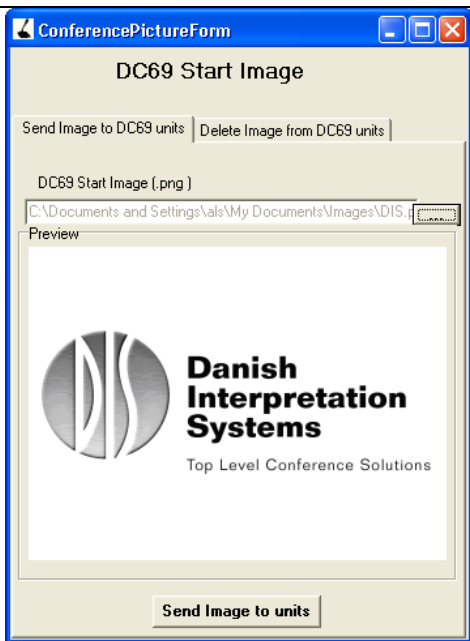 ConferencePictureForm
DC69 Start Image
Send Image to DC69 units
Delete Image from DC69 units
DC69 Start Image (.png )
C:\Documents and Settings\als\My Documents\Images\DIS.p
.......
Preview
DIS
Danish
Interpretation
Systems
Top Level Conference Solutions
Send Image to units